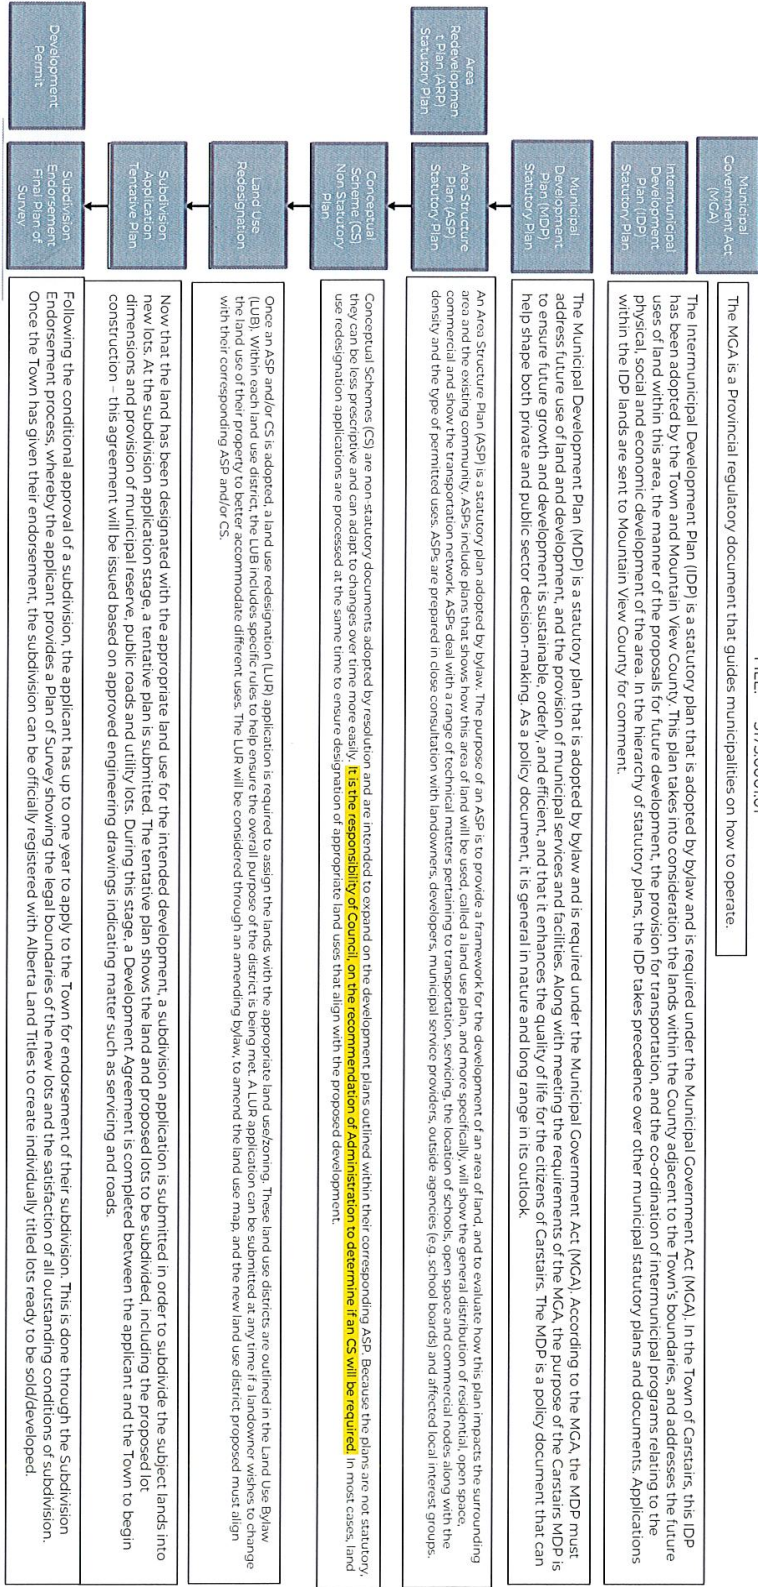 FILE: 
Municipal
Government Act
(MGA)
The MGA is a Provincial regulatory document that guides municipalities on how to operate.
Intermunicipal
Development
Plan (IDP)
Statutory Plan
The Intermunicipal Development Plan (IDP) is a statutory plan that is adopted by bylaw and is required under the Municipal Government Act (MGA). In the Town of Carstairs, this IDP
has been adopted by the Town and Mountain View County. This plan takes into consideration the lands within the County adjacent to the Town's boundaries, and addresses the future
uses of land within this area, the manner of the proposals for future development, the provision for transportation, and the co-ordination of intermunicipal programs relating to the
physical, social and economic development of the area. In the hierarchy of statutory plans, the IDP takes precedence over other municipal statutory plans and documents. Applications
within the IDP lands are sent to Mountain View County for comment.
Municipal
Development
Plan (MDP)
Statutory Plan
The Municipal Development Plan (MDP) is a statutory plan that is adopted by bylaw and is required under the Municipal Government Act (MGA). According to the MGA, the MDP must
address future use of land and development, and the provision of municipal services and facilities. Along with meeting the requirements of the MGA, the purpose of the Carstairs MDP is
to ensure future growth and development is sustainable, orderly, and efficient, and that it enhances the quality of life for the citizens of Carstairs. The MDP is a policy document that can
help shape both private and public sector decision-making. As a policy document, it is general in nature and long range in its outlook.
Area
Redevelopmen
t Plan (ARP)
Statutory Plan
Area Structure
Plan (ASP)
Statutory Plan
An Area Structure Plan (ASP) is a statutory plan adopted by bylaw. The purpose of an ASP is to provide a framework for the development of an area of land, and to evaluate how this plan impacts the surrounding
area and the existing community. ASPs include plans that shows how this area of land will be used, called a land use plan, and more specifically, will show the general distribution of residential, open space,
commercial and show the transportation network. ASPs deal with a range of technical matters pertaining to transportation, servicing, the location of schools, open space and commercial nodes along with the
density and the type of permitted uses. ASPs are prepared in close consultation with landowners, developers, municipal service providers, outside agencies (e.g. school boards) and affected local interest groups.
Conceptual
Scheme (CS)
Non Statutory
Plan
Conceptual Schemes (CS) are non-statutory documents adopted by resolution and are intended to expand on the development plans outlined within their corresponding ASP. Because the plans are not statutory,
they can be less prescriptive and can adapt to changes over time more easily. It is the responsibility of Council, on the recommendation of Administration to determine if an CS will be required. In most cases, land
use redesignation applications are processed at the same time to ensure designation of appropriate land uses that align with the proposed development.
Land Use
Redesignation
Once an ASP and/or CS is adopted, a land use redesignation (LUR) application is required to assign the lands with the appropriate land use/zoning. These land use districts are outlined in the Land Use Bylaw
(LUB). Within each land use district, the LUB includes specific rules to help ensure the overall purpose of the district is being met. A LUR application can be submitted at any time if a landowner wishes to change
the land use of their property to better accommodate different uses. The LUR will be considered through an amending bylaw, to amend the land use map, and the new land use district proposed must align
with their corresponding ASP and/or CS.
Subdivision
Application
Tentative Plan
Now that the land has been designated with the appropriate land use for the intended development, a subdivision application is submitted in order to subdivide the subject lands into
new lots. At the subdivision application stage, a tentative plan is submitted. The tentative plan shows the land and proposed lots to be subdivided, including the proposed lot
dimensions and provision of municipal reserve, public roads and utility lots. During this stage, a Development Agreement is completed between the applicant and the Town to begin
construction – this agreement will be issued based on approved engineering drawings indicating matter such as servicing and roads.
Development
Permit
Subdivision
Endorsement
Final Plan of
Survey
Following the conditional approval of a subdivision, the applicant has up to one year to apply to the Town for endorsement of their subdivision. This is done through the Subdivision
Endorsement process, whereby the applicant provides a Plan of Survey showing the legal boundaries of the new lots and the satisfaction of all outstanding conditions of subdivision.
Once the Town has given their endorsement, the subdivision can be officially registered with Alberta Land Titles to create individually titled lots ready to be sold/developed.